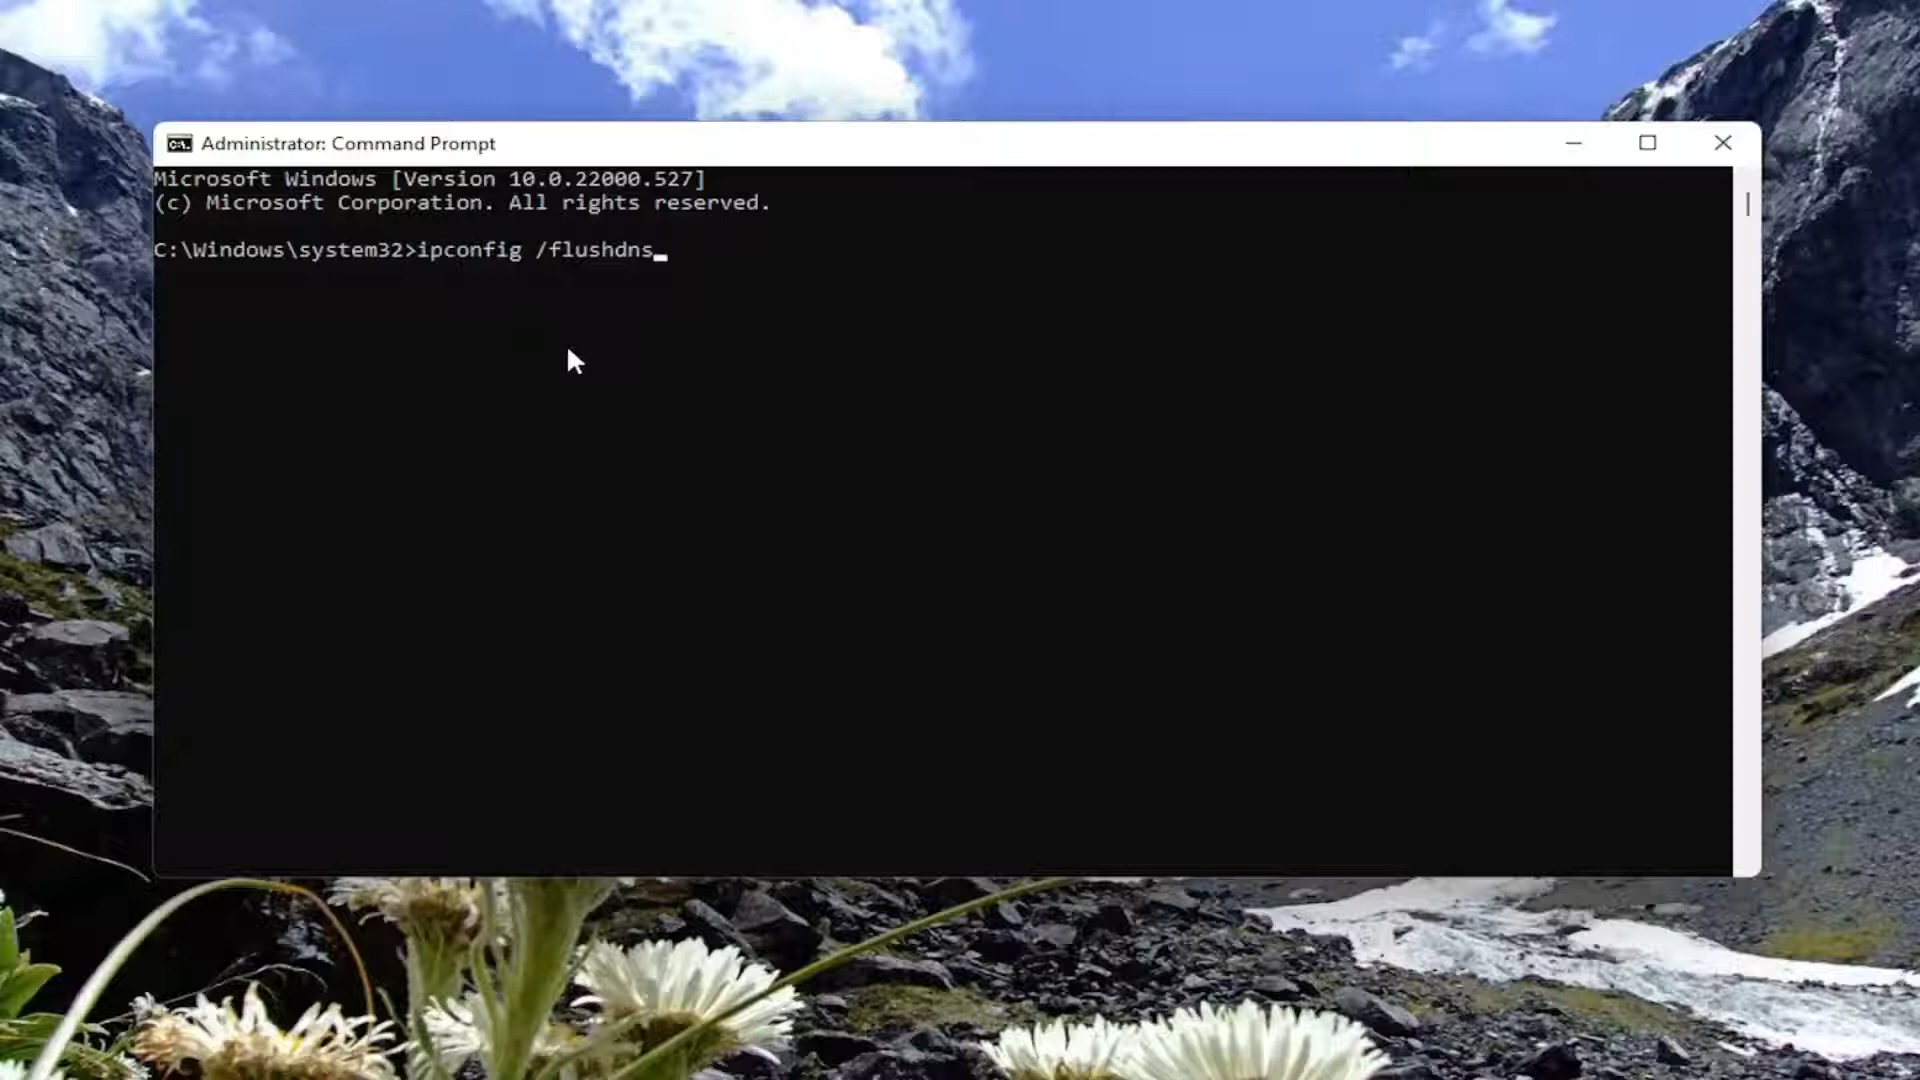 Administrator: Command Prompt
Microsoft Windows [Version 10.0.22000.527]
(c) Microsoft Corporation. All rights reserved.
C:\Windows\system32>ipconfig /flushdns